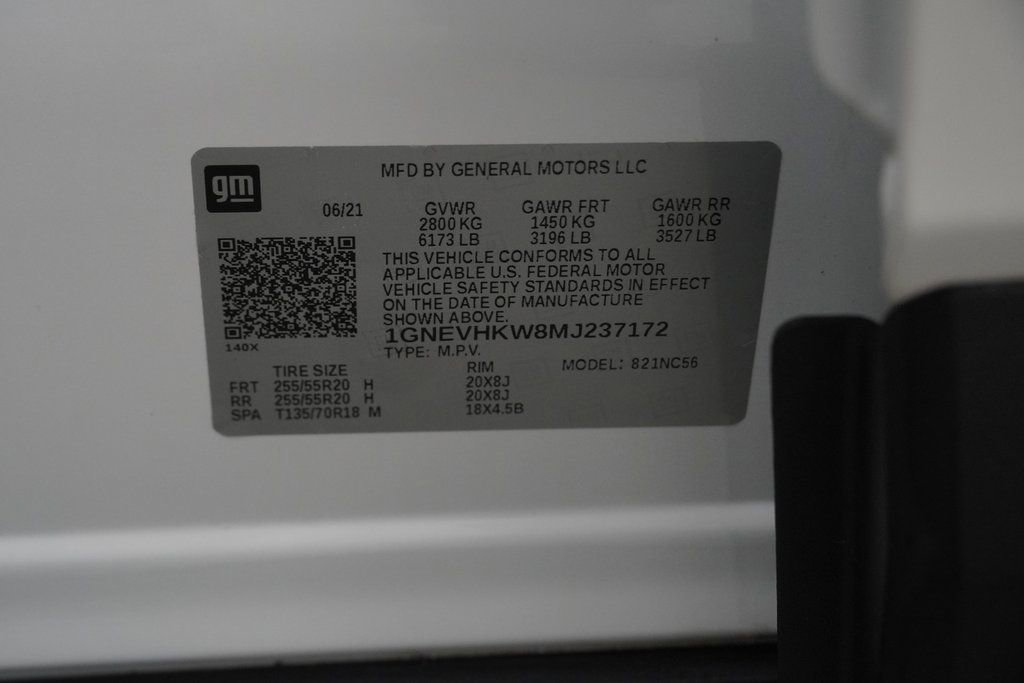 gm
MFD BY GENERAL MOTORS LLC
06/21 GVWR GAWR FRT GAWR RR
2800 KG 1450 KG 1600 KG
6173 LB 3196 LB 3527 LB
THIS VEHICLE CONFORMS TO ALL
APPLICABLE U.S. FEDERAL MOTOR
VEHICLE SAFETY STANDARDS IN EFFECT
ON THE DATE OF MANUFACTURE
SHOWN ABOVE.
1GNEVHKW8MJ237172
140X
TYPE: M.P.V. MODEL: 821NC56
TIRE SIZE RIM
FRT 255/55R20 H 20X8J
RR 255/55R20 H 20X8J
SPA T135/70R18 M 18X4.5B